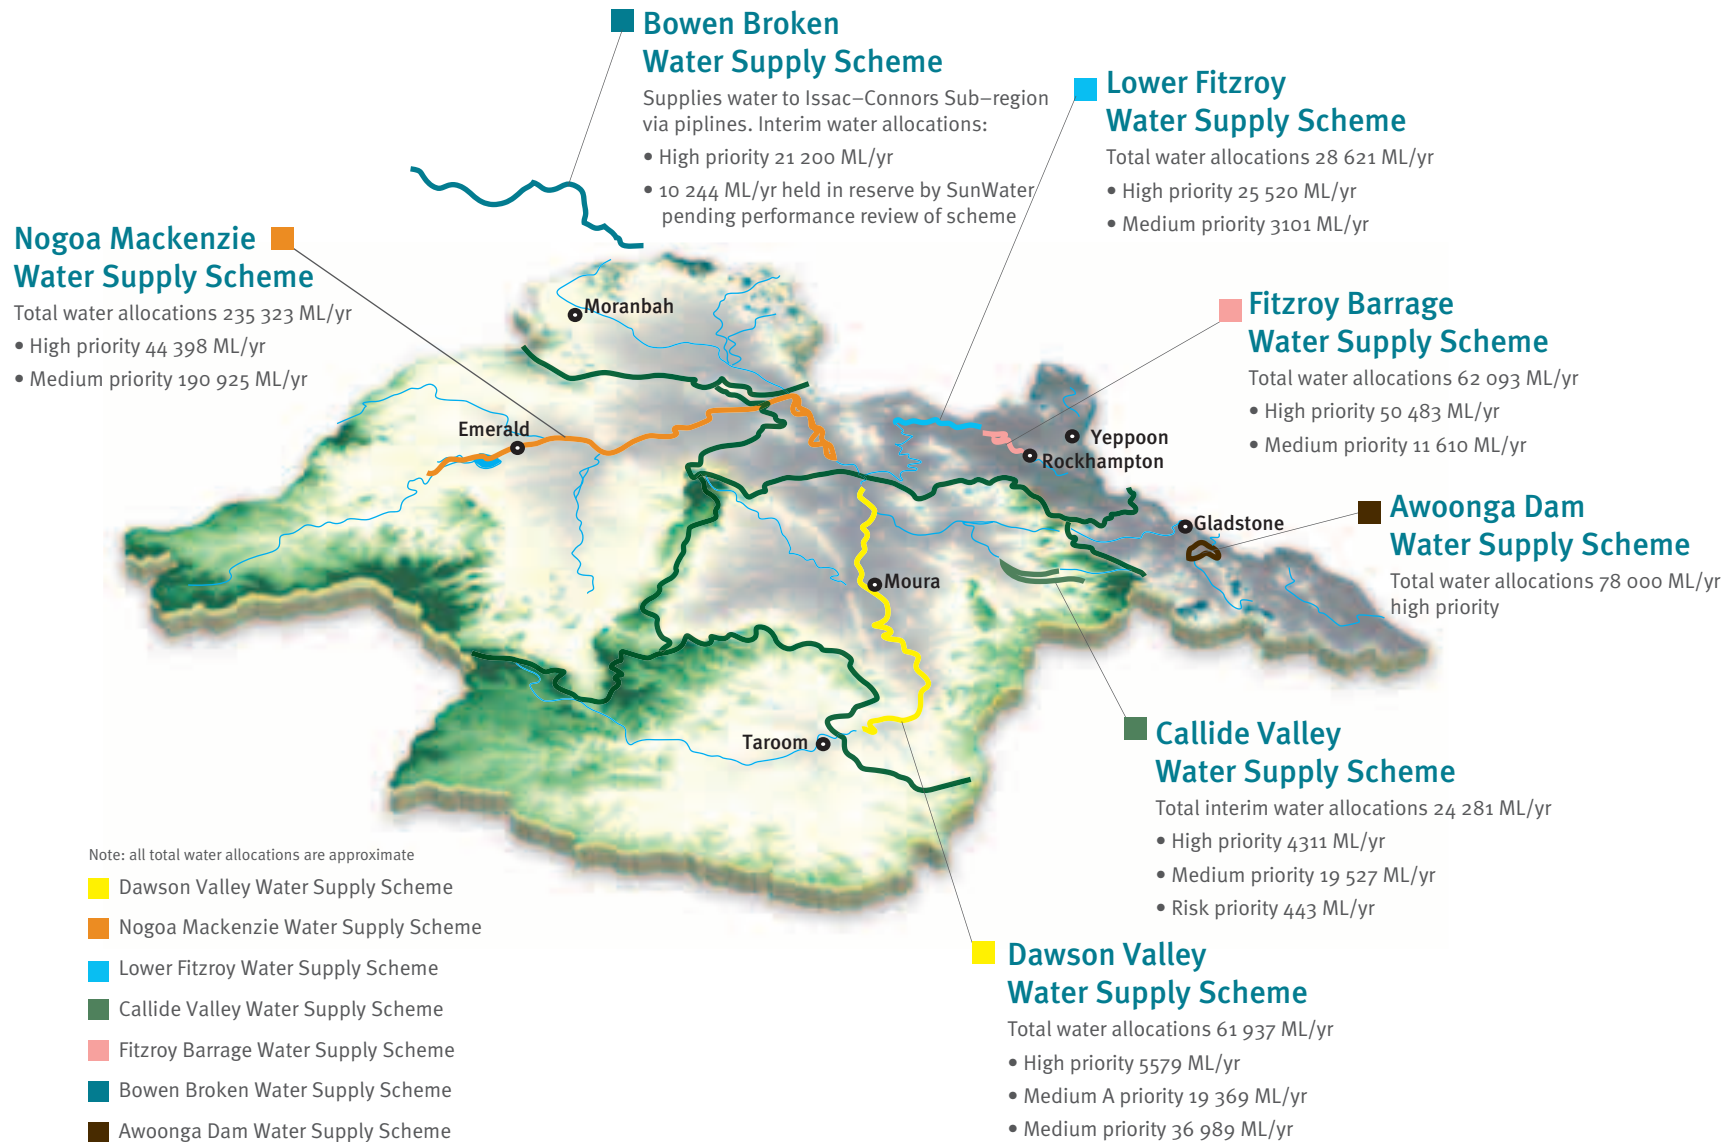 Bowen Broken
Water Supply Scheme
Supplies water to Issac–Connors Sub–region
via piplines. Interim water allocations:
• High priority 21 200 ML/yr
• 10 244 ML/yr held in reserve by SunWater
pending performance review of scheme
Lower Fitzroy
Water Supply Scheme
Total water allocations 28 621 ML/yr
• High priority 25 520 ML/yr
• Medium priority 3101 ML/yr
Nogoa Mackenzie
Water Supply Scheme
Total water allocations 235 323 ML/yr
• High priority 44 398 ML/yr
• Medium priority 190 925 ML/yr
Fitzroy Barrage
Water Supply Scheme
Total water allocations 62 093 ML/yr
• High priority 50 483 ML/yr
• Medium priority 11 610 ML/yr
Moranbah
Emerald
Yeppoon
Rockhampton
Gladstone
Moura
Taroom
Awoonga Dam
Water Supply Scheme
Total water allocations 78 000 ML/yr
high priority
Callide Valley
Water Supply Scheme
Total interim water allocations 24 281 ML/yr
• High priority 4311 ML/yr
• Medium priority 19 527 ML/yr
• Risk priority 443 ML/yr
Dawson Valley
Water Supply Scheme
Total water allocations 61 937 ML/yr
• High priority 5579 ML/yr
• Medium A priority 19 369 ML/yr
• Medium priority 36 989 ML/yr
Note: all total water allocations are approximate
Dawson Valley Water Supply Scheme
Nogoa Mackenzie Water Supply Scheme
Lower Fitzroy Water Supply Scheme
Callide Valley Water Supply Scheme
Fitzroy Barrage Water Supply Scheme
Bowen Broken Water Supply Scheme
Awoonga Dam Water Supply Scheme